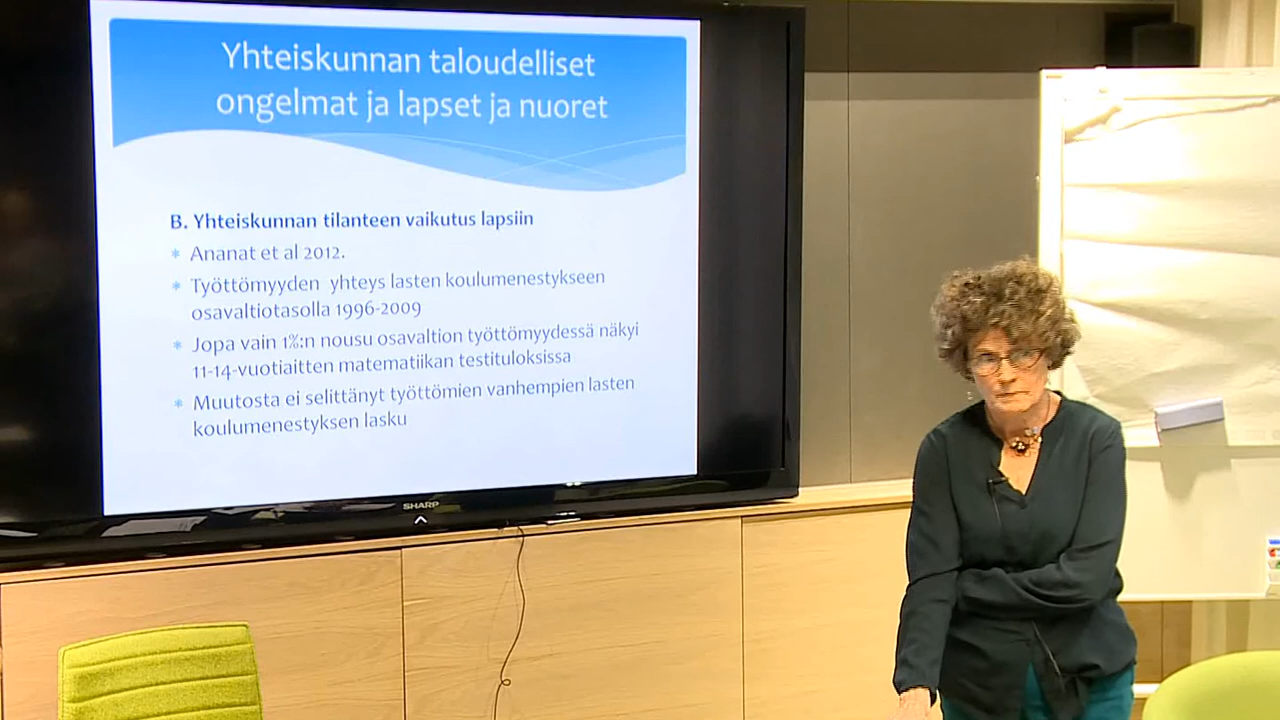 Yhteiskunnan taloudelliset
ongelmat ja lapset ja nuoret
B. Yhteiskunnan tilanteen vaikutus lapsiin
* Ananat et al 2012.
* Työttömyyden yhteys lasten koulumenestykseen
osavaltiotasolla 1996-2009
* Jopa vain 1%:n nousu osavaltion työttömyydessä näkyi
11-14-vuotiaitten matematiikan testituloksissa
* Muutosta ei selittänyt työttömien vanhempien lasten
koulumenestyksen lasku
SHARP